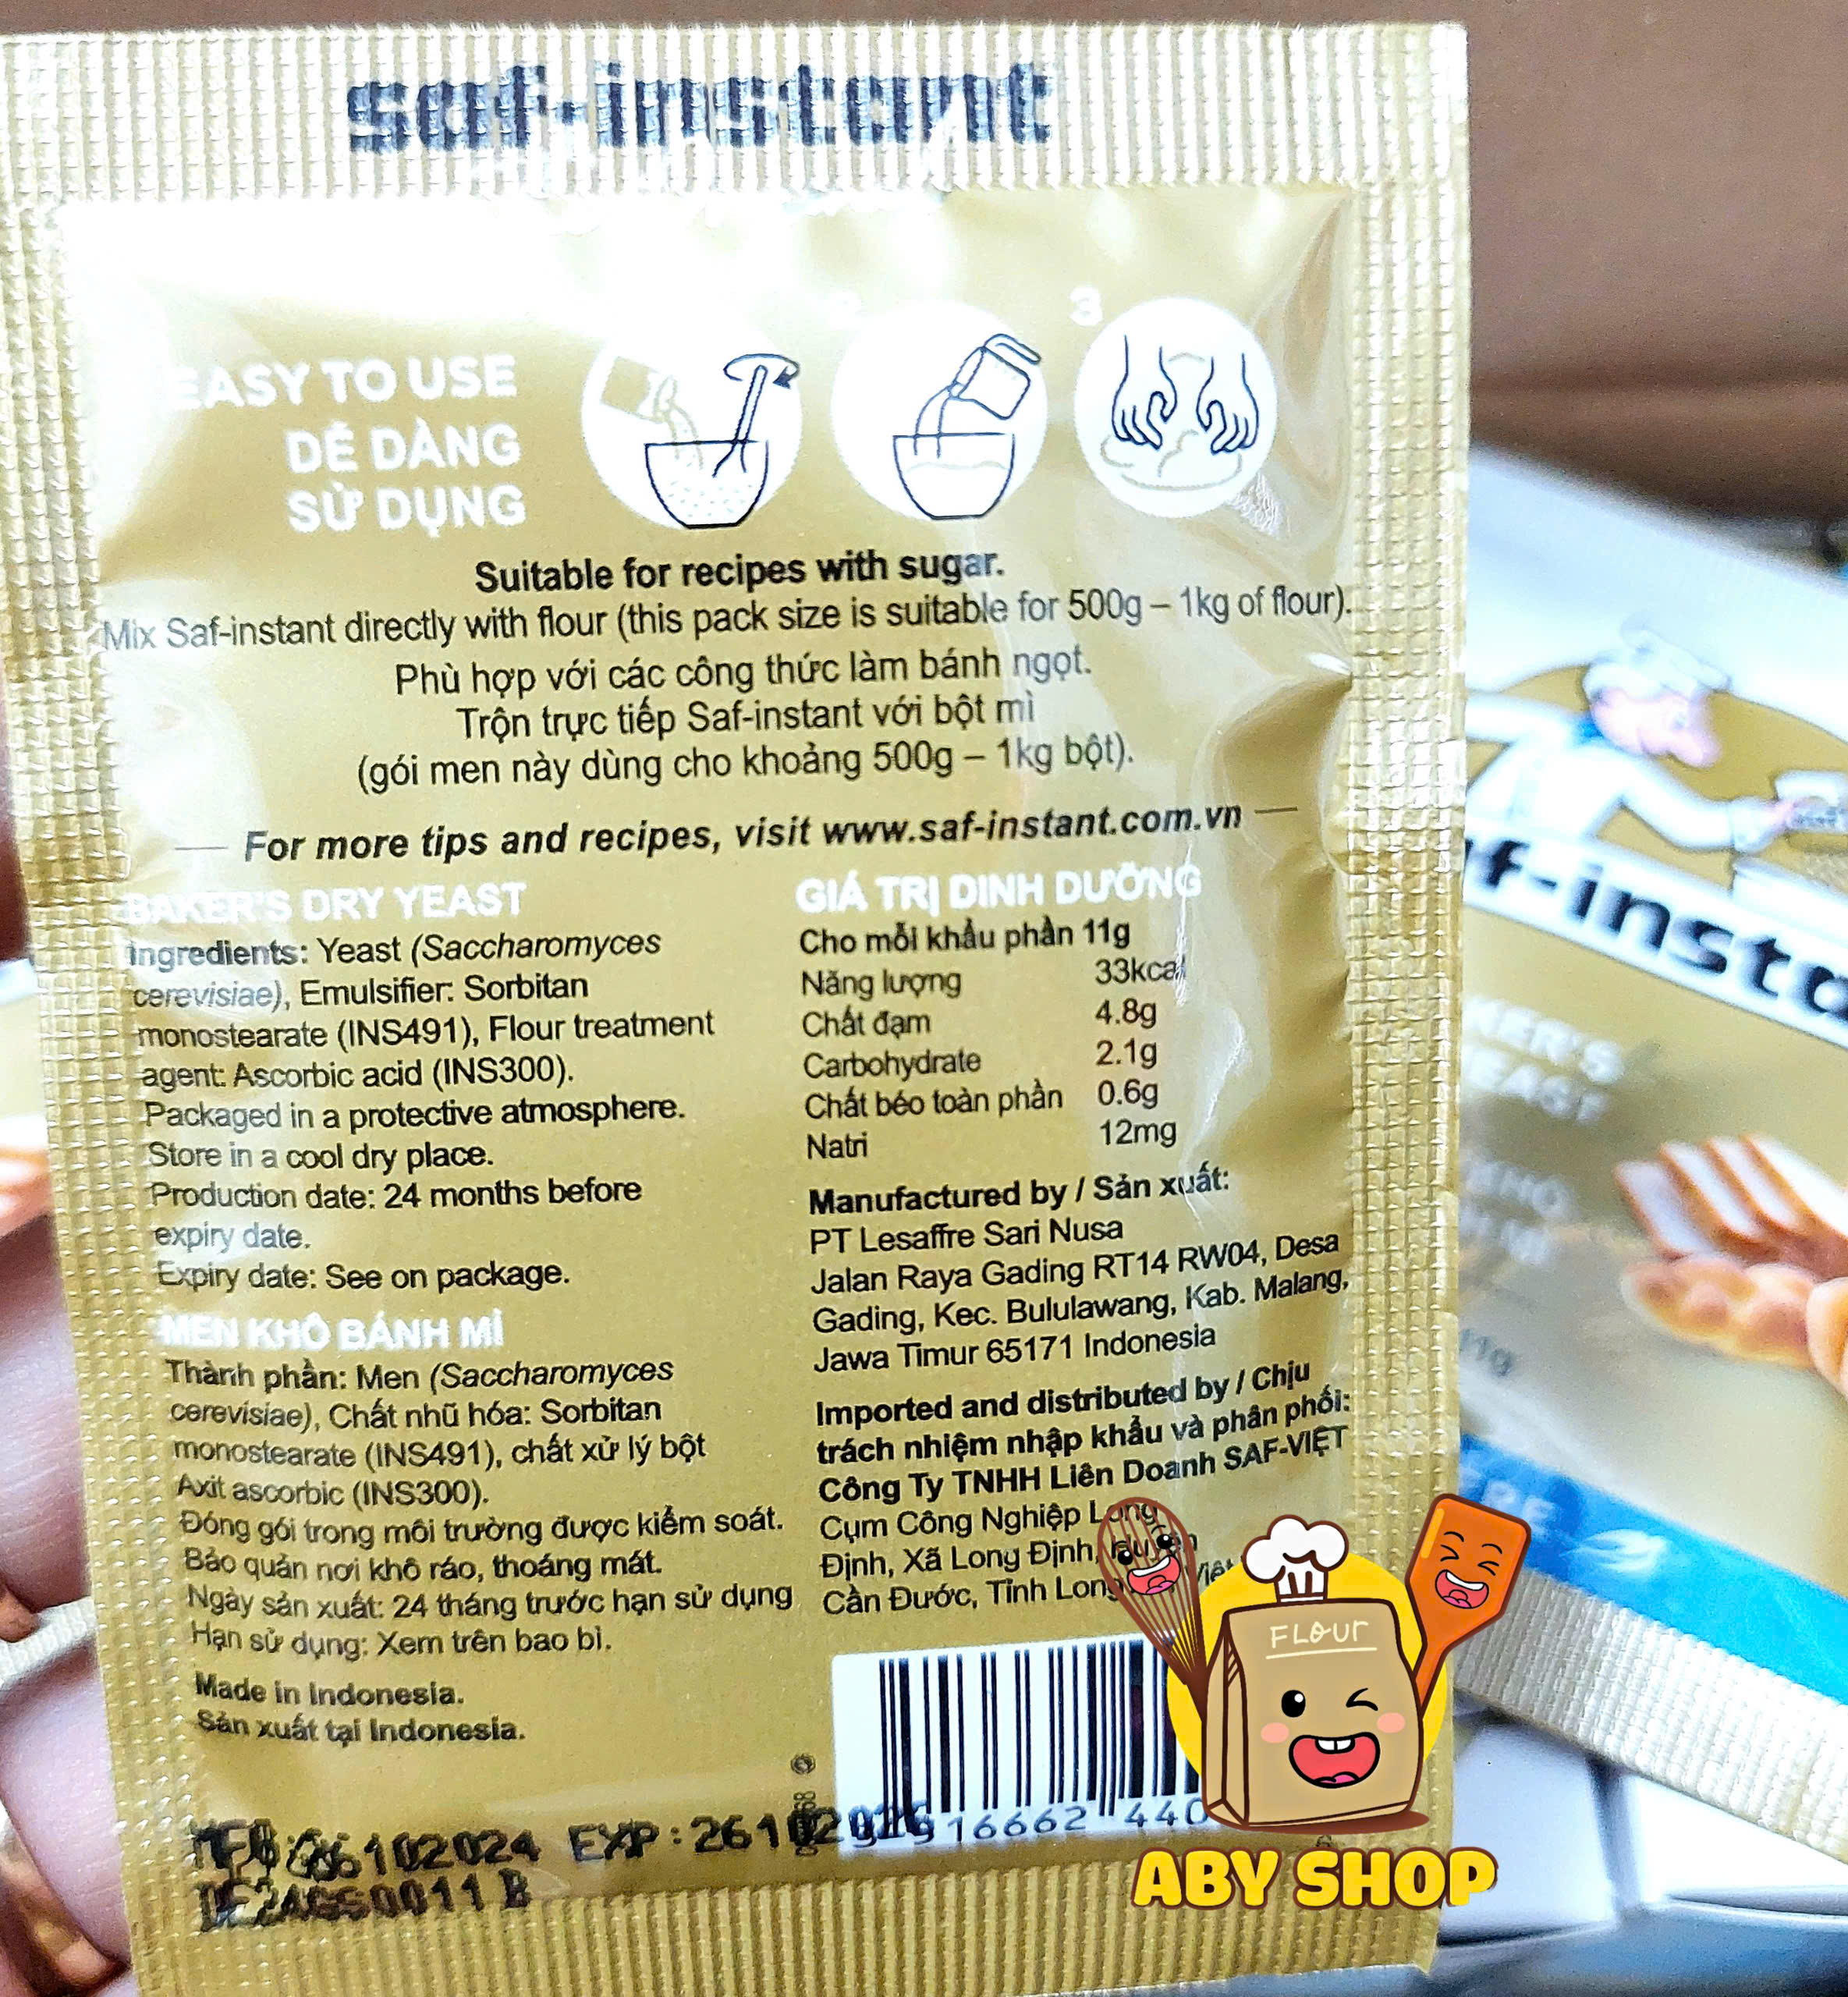 saf-instant
EASY TO USE
DỄ DÀNG
SỬ DỤNG
3
Suitable for recipes with sugar.
Mix Saf-instant directly with flour (this pack size is suitable for 500g – 1kg of flour).
Phù hợp với các công thức làm bánh ngọt.
Trộn trực tiếp Saf-instant với bột mì
(gói men này dùng cho khoảng 500g – 1kg bột).
For more tips and recipes, visit www.saf-instant.com.vn
BAKER'S DRY YEAST
Ingredients: Yeast (Saccharomyces
cerevisiae), Emulsifier: Sorbitan
monostearate (INS491), Flour treatment
agent: Ascorbic acid (INS300).
Packaged in a protective atmosphere.
Store in a cool dry place.
Production date: 24 months before
expiry date.
Expiry date: See on package.
MEN KHÔ BÁNH MÌ
Thành phần: Men (Saccharomyces
cerevisiae), Chất nhũ hóa: Sorbitan
monostearate (INS491), chất xử lý bột
Axit ascorbic (INS300).
Đóng gói trong môi trường được kiểm soát.
Bảo quản nơi khô ráo, thoáng mát.
Ngày sản xuất: 24 tháng trước hạn sử dụng
Hạn sử dụng: Xem trên bao bì.
Made in Indonesia.
Sản xuất tại Indonesia.
GIÁ TRỊ DINH DƯỠNG
Cho mỗi khẩu phần 11g
Năng lượng 33kcal
Chất đạm 4.8g
Carbohydrate 2.1g
Chất béo toàn phần 0.6g
Natri 12mg
Manufactured by / Sản xuất:
PT Lesaffre Sari Nusa
Jalan Raya Gading RT14 RW04, Desa
Gading, Kec. Bululawang, Kab. Malang,
Jawa Timur 65171 Indonesia
Imported and distributed by / Chịu
trách nhiệm nhập khẩu và phân phối:
Công Ty TNHH Liên Doanh SAF-VIỆT
Cụm Công Nghiệp Long
Định, Xã Long Định, Huyện
Cần Đước, Tỉnh Long
16662 440
EXP:26102026
FLOUR
ABY SHOP
f-insta
11g